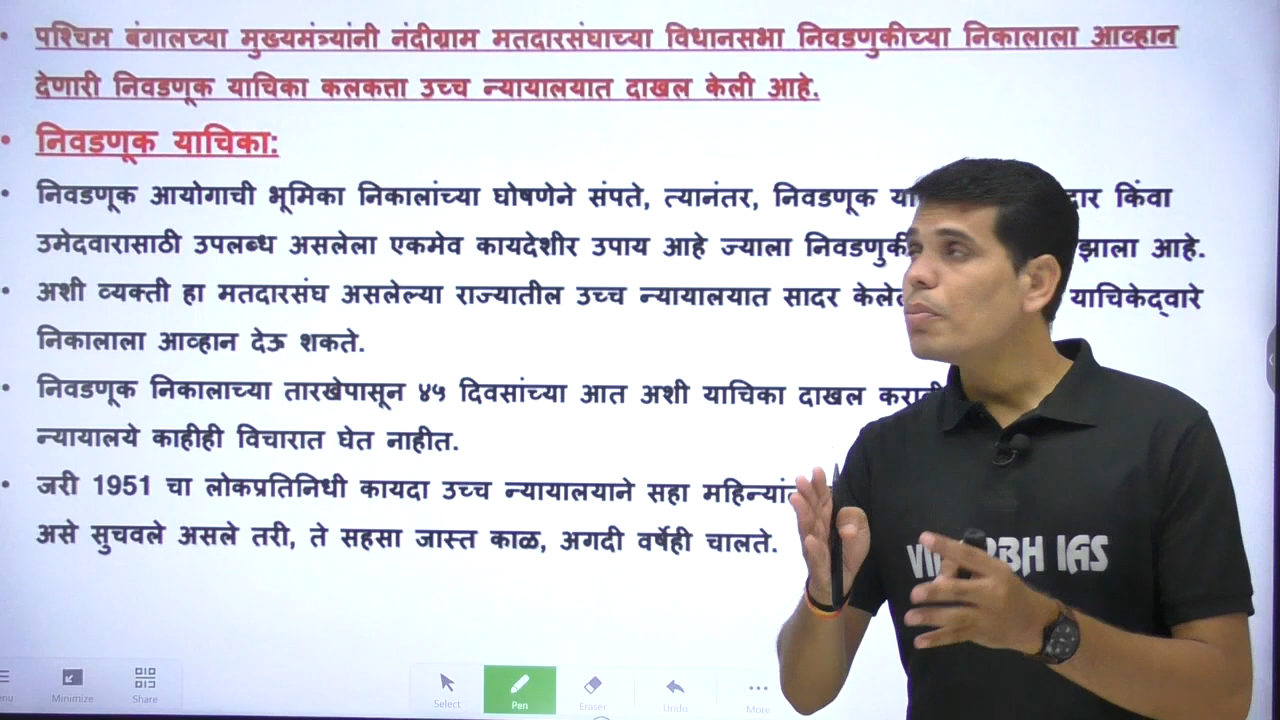 पश्चिम बंगालच्या मुख्यमंत्र्यांनी नंदीग्राम मतदारसंघाच्या विधानसभा निवडणुकीच्या निकालाला आव्हान
देणारी निवडणूक याचिका कलकत्ता उच्च न्यायालयात दाखल केली आहे.
निवडणूक याचिका:
निवडणूक आयोगाची भूमिका निकालांच्या घोषणेने संपते, त्यानंतर, निवडणूक किंवा
उमेदवारासाठी उपलब्ध असलेला एकमेव कायदेशीर उपाय आहे ज्याला झाला आहे.
अशी व्यक्ती हा मतदारसंघ असलेल्या राज्यातील उच्च न्यायालयात सादर याचिकेद्वारे
निकालाला आव्हान देऊ शकते.
निवडणूक निकालाच्या तारखेपासून ४५ दिवसांच्या आत अशी याचिका दाखल
न्यायालये काहीही विचारात घेत नाहीत.
जरी 1951 चा लोकप्रतिनिधी कायदा उच्च न्यायालयाने सहा
असे सुचवले असले तरी, ते सहसा जास्त काळ, अगदी वर्षेही चालते.
IAS
Minimize Share Select Pen Eraser Undo More